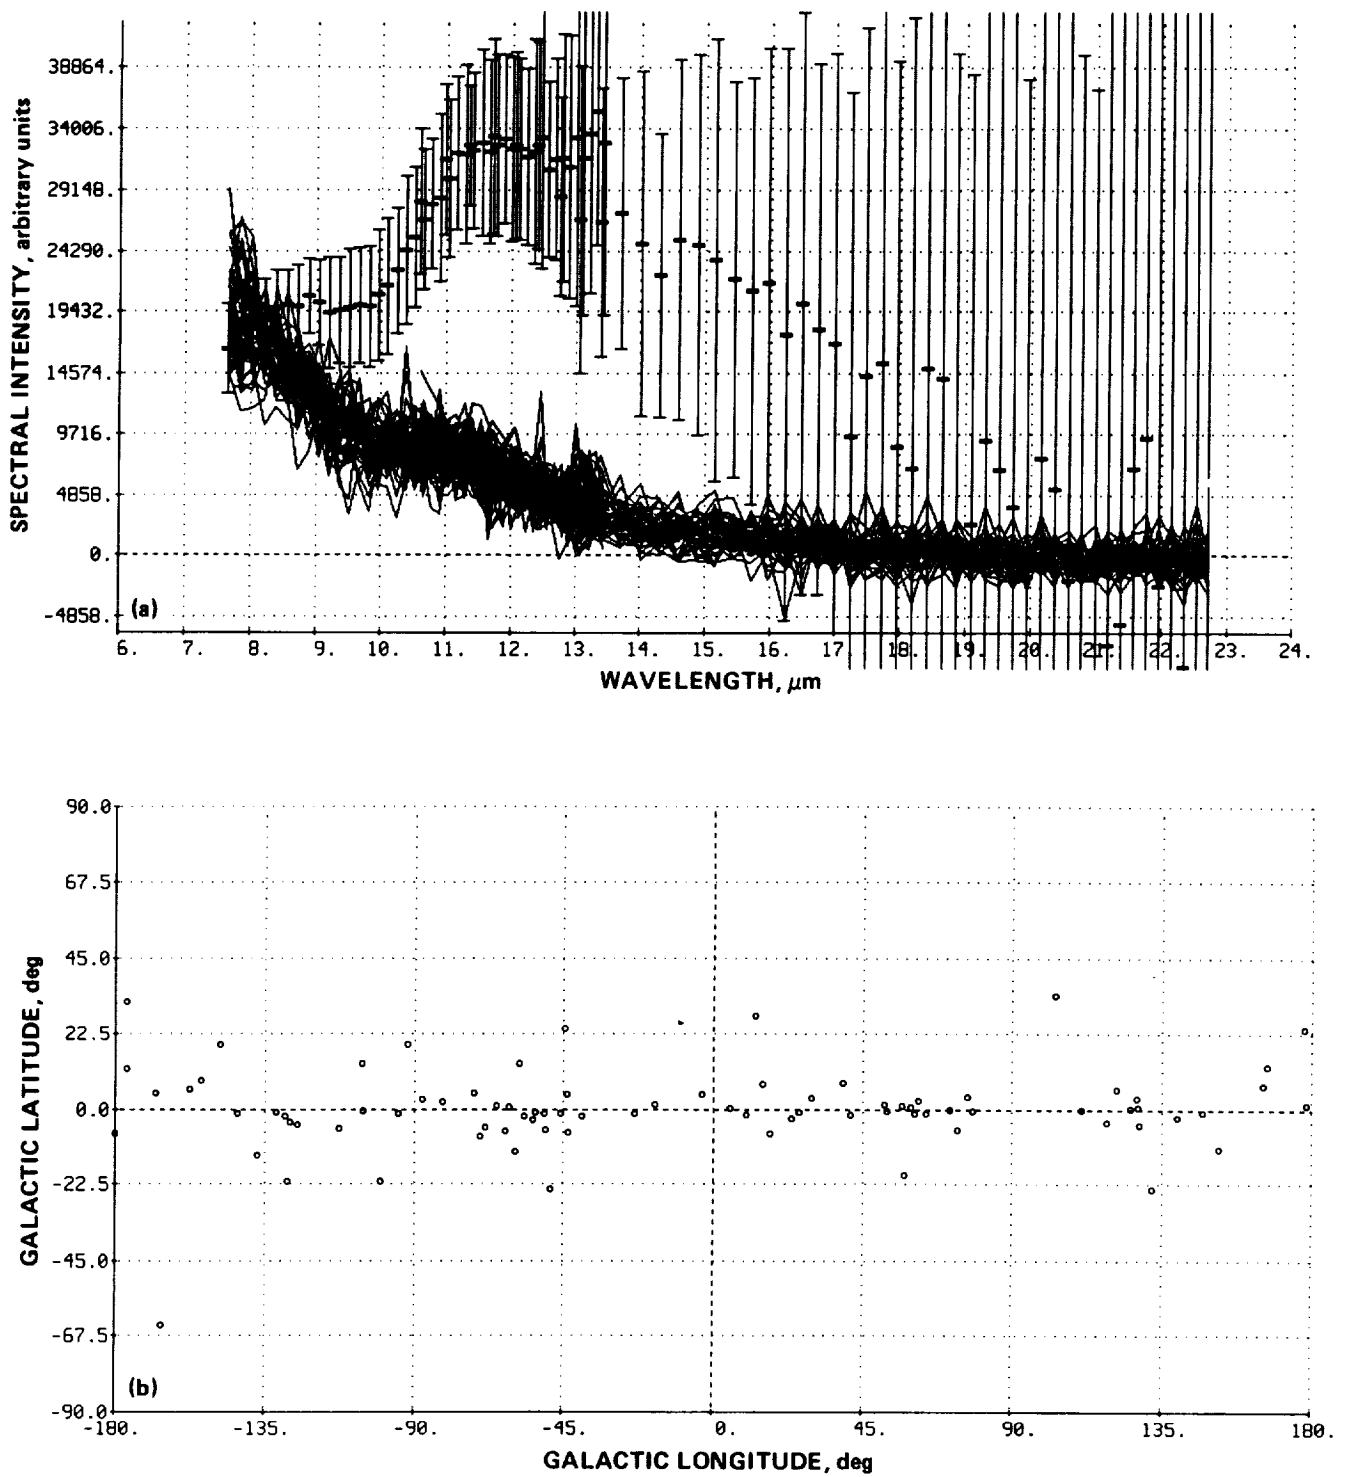 SPECTRAL INTENSITY, arbitrary units
38864.
34006.
29148.
24290.
19432.
14574.
9716.
4858.
0.
-4858.
(a)
6. 7. 8. 9. 10. 11. 12. 13. 14. 15. 16. 17. 18. 19. 20. 21. 22. 23. 24.
WAVELENGTH, μm
GALACTIC LATITUDE, deg
90.0
67.5
45.0
22.5
0.0
-22.5
-45.0
-67.5
-90.0
(b)
-180. -135. -90. -45. 0. 45. 90. 135. 180.
GALACTIC LONGITUDE, deg